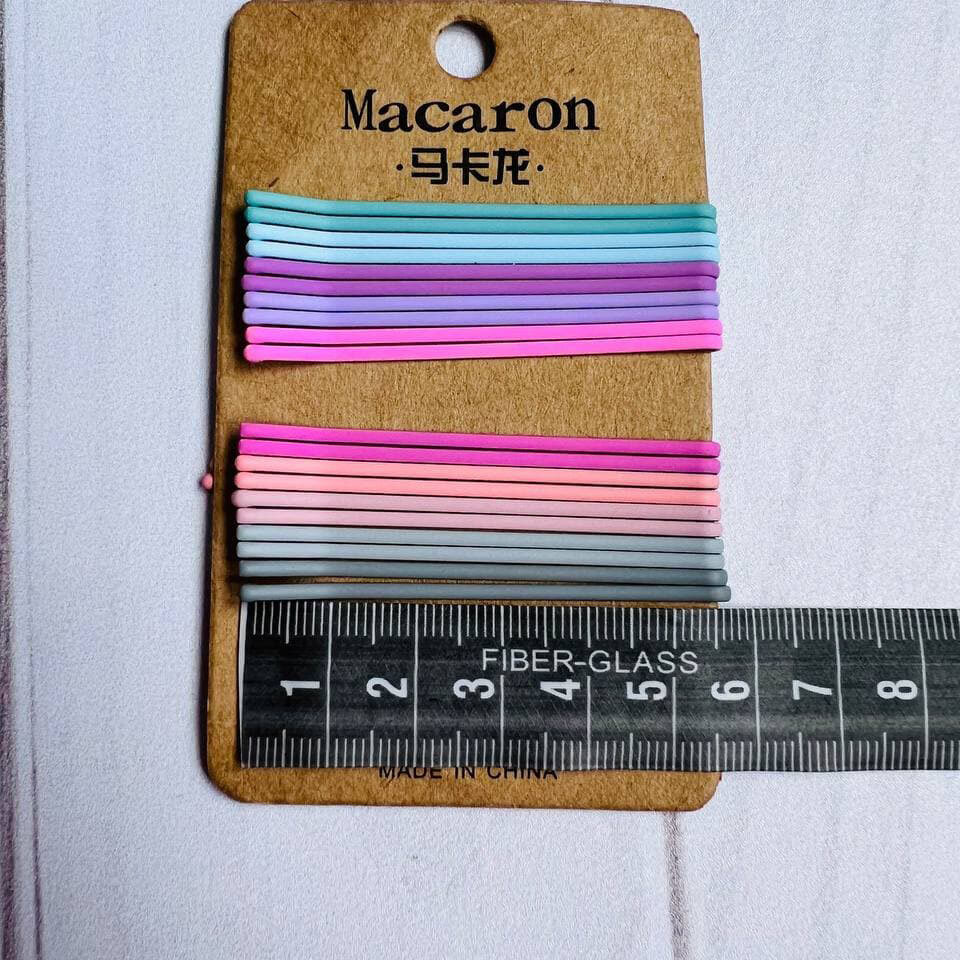 Macaron
·马卡龙·
FIBER-GLASS
1 2 3 4 5 6 7 8
MADE IN CHINA